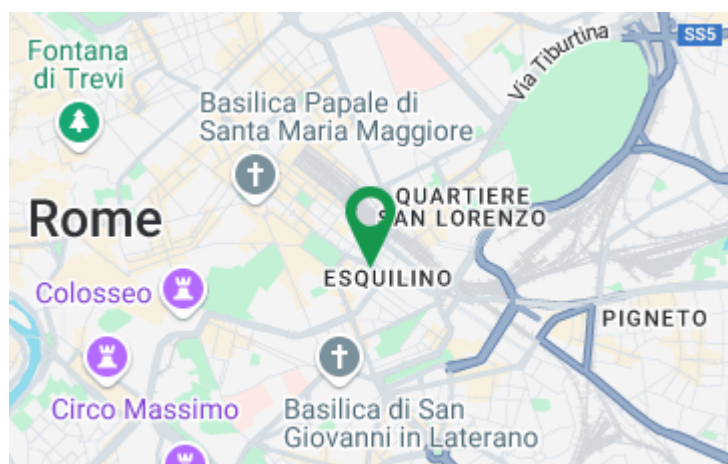 Fontana
di Trevi
Via Tiburtina
SS5
Basilica Papale di
Santa Maria Maggiore
QUARTIERE
SAN LORENZO
Rome
ESQUILINO
Colosseo
PIGNETO
Circo Massimo
Basilica di San
Giovanni in Laterano